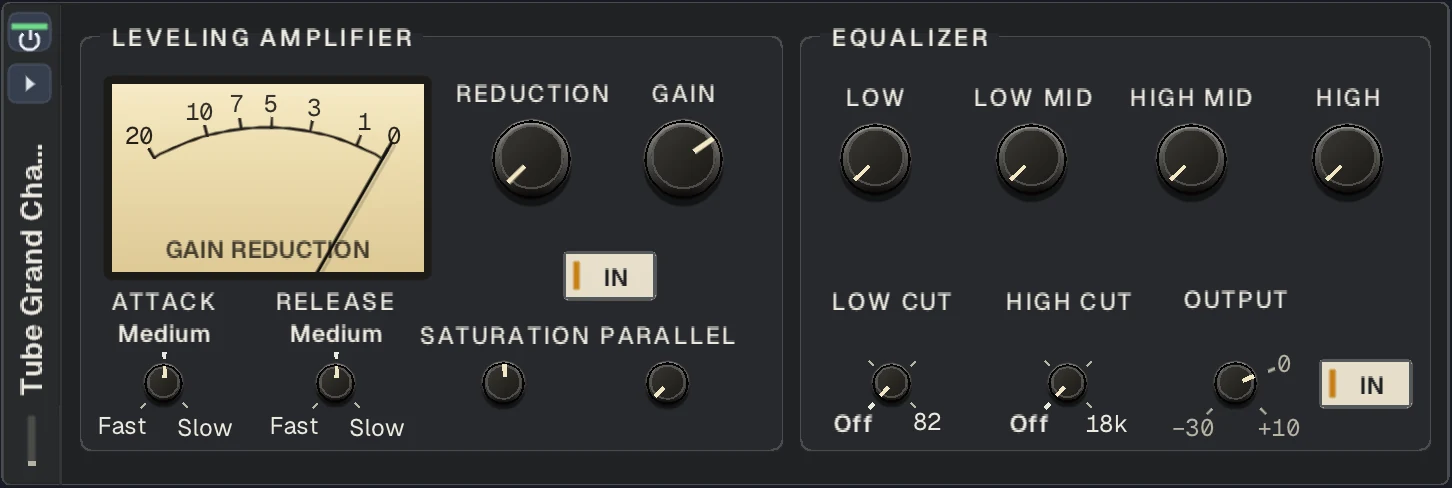 Tube Grand Cha...
LEVELING AMPLIFIER
20 10 7 5 3 1 0
GAIN REDUCTION
REDUCTION GAIN
IN
ATTACK RELEASE
Medium Medium
SATURATION PARALLEL
Fast Slow Fast Slow
EQUALIZER
LOW LOW MID HIGH MID HIGH
LOW CUT HIGH CUT OUTPUT
-0
IN
Off 82 Off 18k -30 +10